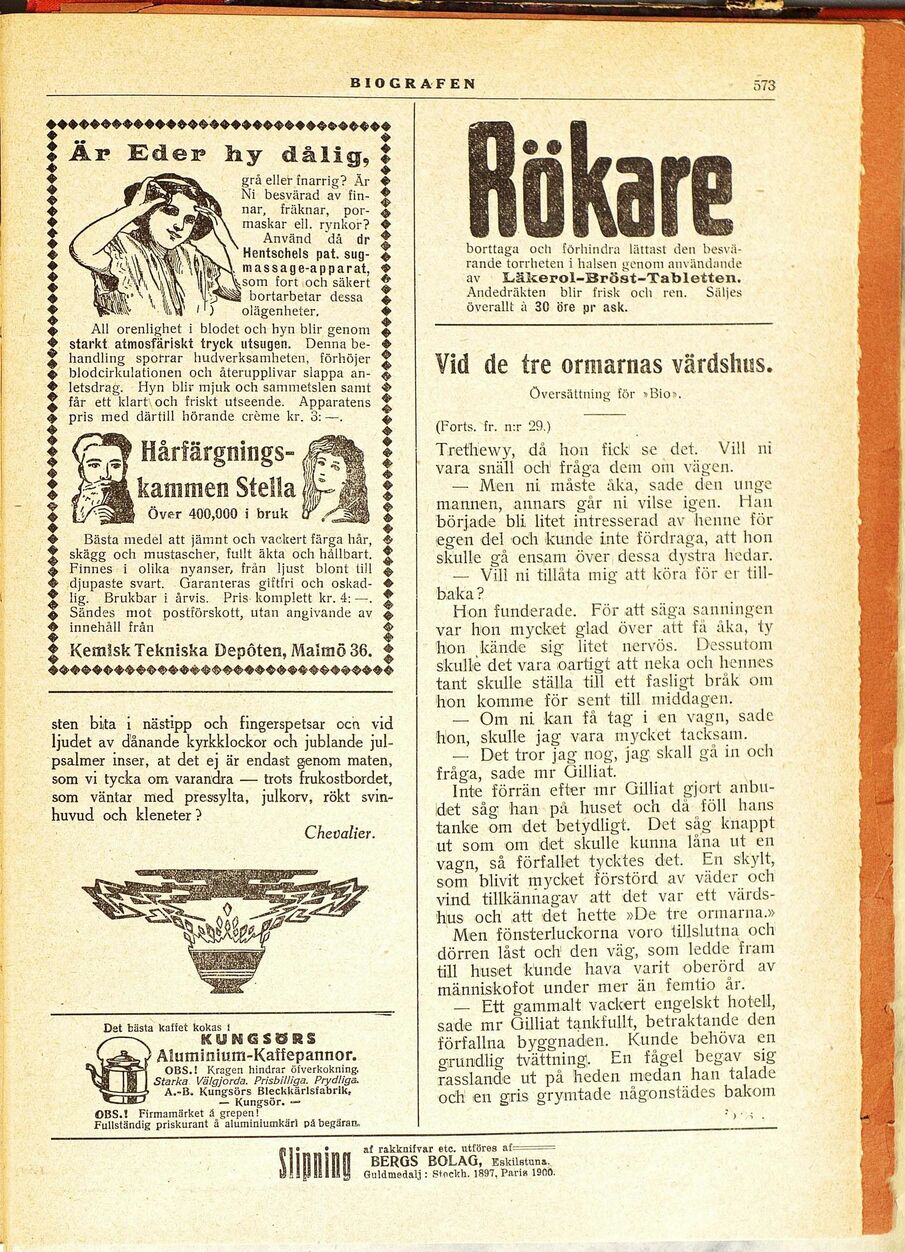 BIOGRAFEN
573
Är Eder hy dålig,
grå eller fnarrig? Är
Ni besvärad av fin-
nar, fräknar, por-
maskar ell. rynkor?
Använd då dr
Hentschels pat. sug-
massage-apparat,
som fort och säkert
bortarbetar dessa
olägenheter.
All orenlighet i blodet och hyn blir genom
starkt atmosfäriskt tryck utsugen. Denna be-
handling sporrar hudverksamheten, förhöjer
blodcirkulationen och återupplivar slappa an-
letsdrag. Hyn blir mjuk och sammetslen samt
får ett klart och friskt utseende. Apparatens
pris med därtill hörande crème kr. 3: —.
Hårfärgnings-
kammen Stella
Över 400,000 i bruk
Bästa medel att jämnt och vackert färga hår,
skägg och mustascher, fullt äkta och hållbart.
Finnes i olika nyanser, från ljust blont till
djupaste svart. Garanteras giftfri och oskad-
lig. Brukbar i årvis. Pris komplett kr. 4: —.
Sändes mot postförskott, utan angivande av
innehåll från
Kemisk Tekniska Depôten, Malmö 36.
sten bita i nästipp och fingerspetsar och vid
ljudet av dånande kyrkklockor och jublande jul-
psalmer inser, at det ej är endast genom maten,
som vi tycka om varandra — trots frukostbordet,
som väntar med pressylta, julkorv, rökt svin-
huvud och kleneter?
Chevalier.
Det bästa kaffet kokas i
KUNGSÖRS
Aluminium-Kaffepannor.
OBS.! Kragen hindrar öfverkokning.
Starka. Välgjorda. Prisbilliga. Prydliga.
A.-B. Kungsörs Bleckkärlsfabrik,
— Kungsör. —
OBS.! Firmamärket å grepen!
Fullständig priskurant å aluminiumkärl på begäran.
Rökare
borttaga och förhindra lättast den besvä-
rande torrheten i halsen genom användande
av Läkerol-Bröst-Tabletten.
Andedräkten blir frisk och ren. Säljes
överallt à 30 öre pr ask.
Vid de tre ormarnas värdshus.
Översättning för »Bio».
(Forts. fr. n:r 29.)
Trethewy, då hon fick se det. Vill ni
vara snäll och fråga dem om vägen.
— Men ni måste åka, sade den unge
mannen, annars går ni vilse igen. Han
började bli litet intresserad av henne för
egen del och kunde inte fördraga, att hon
skulle gå ensam över dessa dystra hedar.
— Vill ni tillåta mig att köra för er till-
baka?
Hon funderade. För att säga sanningen
var hon mycket glad över att få åka, ty
hon kände sig litet nervös. Dessutom
skulle det vara oartigt att neka och hennes
tant skulle ställa till ett fasligt bråk om
hon komme för sent till middagen.
— Om ni kan få tag i en vagn, sade
hon, skulle jag vara mycket tacksam.
— Det tror jag nog, jag skall gå in och
fråga, sade mr Gilliat.
Inte förrän efter mr Gilliat gjort anbu-
det såg han på huset och då föll hans
tanke om det betydligt. Det såg knappt
ut som om det skulle kunna låna ut en
vagn, så förfallet tycktes det. En skylt,
som blivit mycket förstörd av väder och
vind tillkännagav att det var ett värds-
hus och att det hette »De tre ormarna.»
Men fönsterluckorna voro tillslutna och
dörren låst och den väg, som ledde fram
till huset kunde hava varit oberörd av
människofot under mer än femtio år.
— Ett gammalt vackert engelskt hotell,
sade mr Gilliat tankfullt, betraktande den
förfallna byggnaden. Kunde behöva en
grundlig tvättning. En fågel begav sig
rasslande ut på heden medan han talade
och en gris grymtade någonstädes bakom
Slipning
af rakknifvar etc. utföres af
BERGS BOLAG, Eskilstuna.
Guldmedalj: Stockh. 1897, Paris 1900.